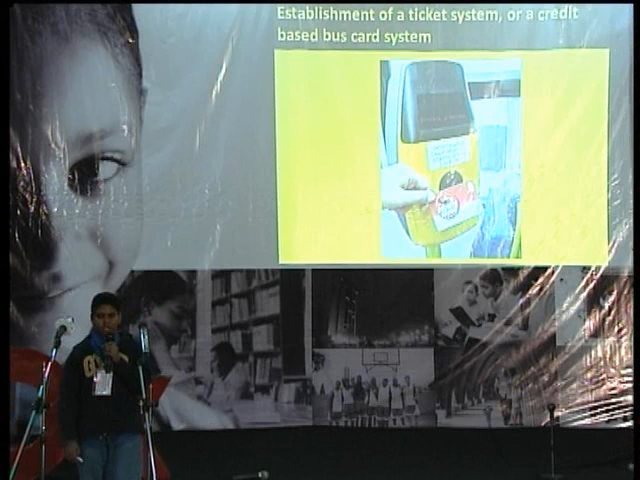 Establishment of a ticket system, or a credit
based bus card system